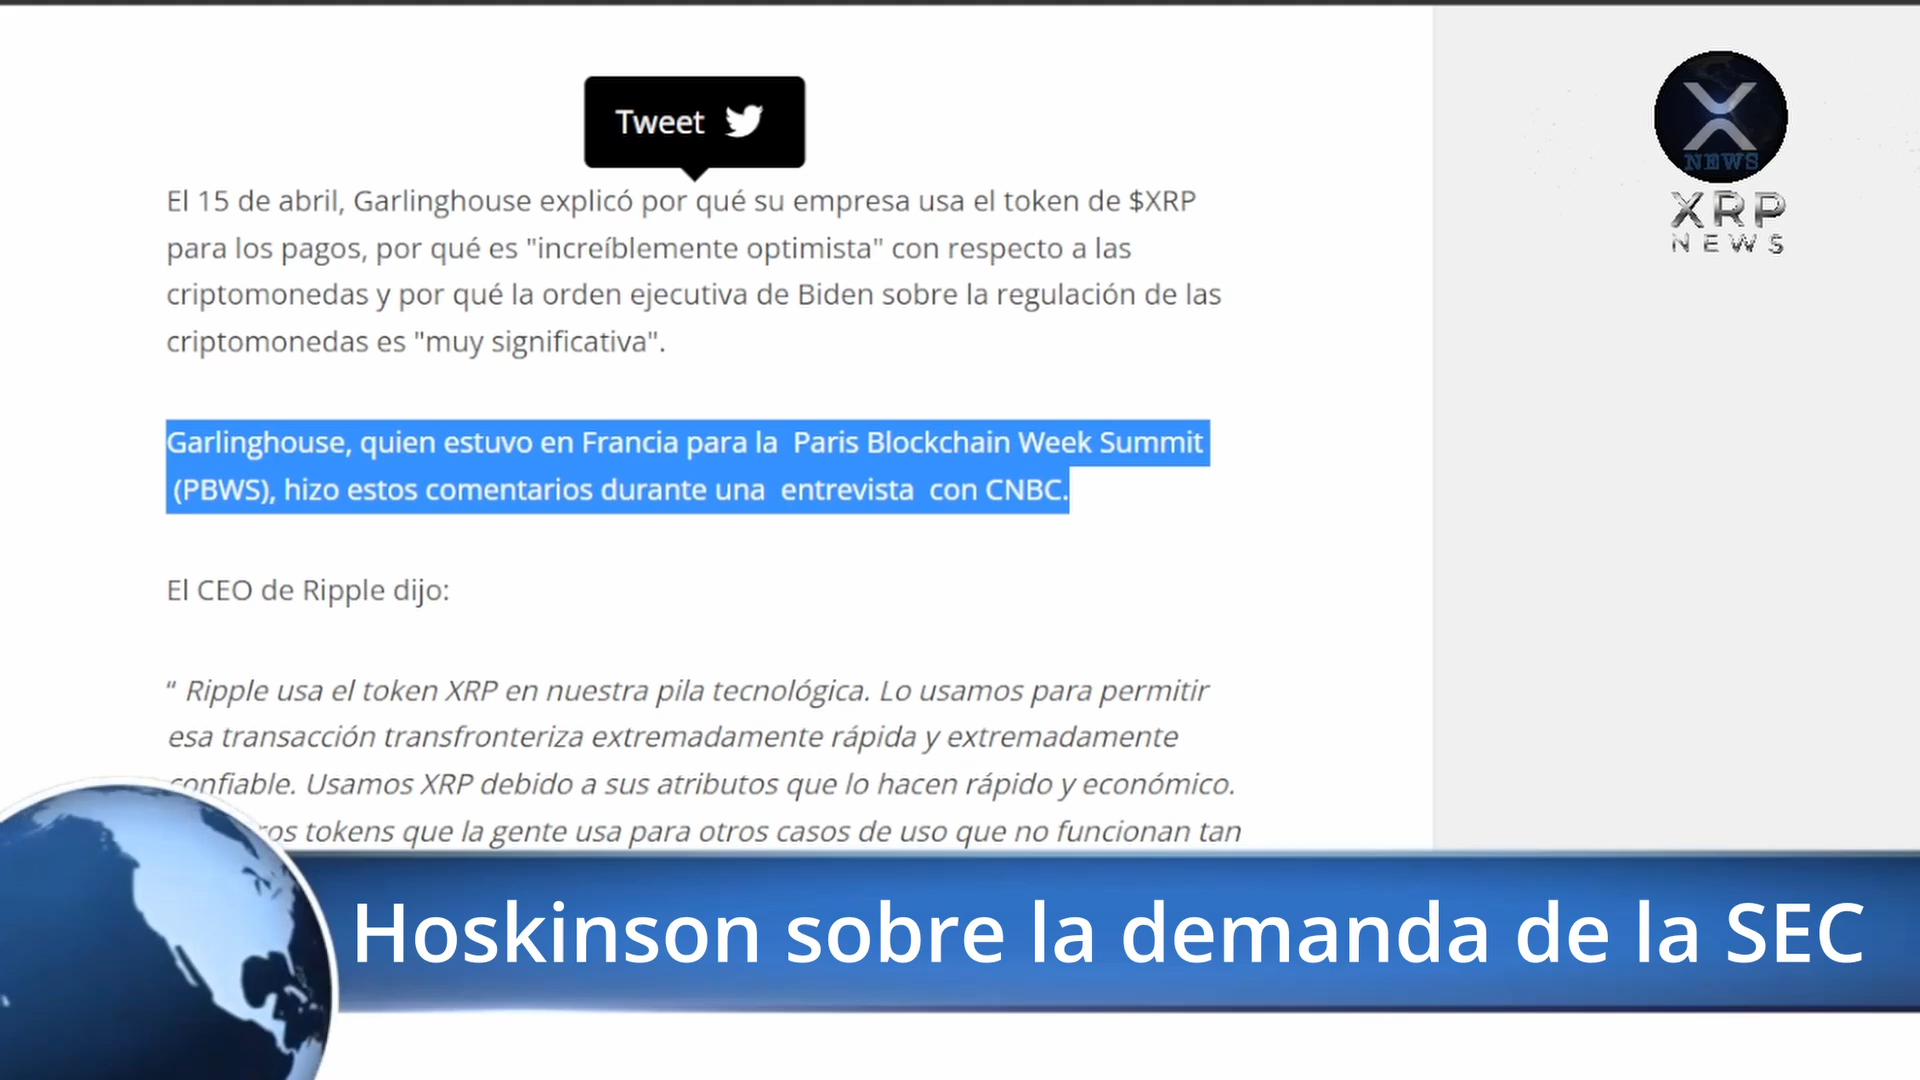 Tweet
El 15 de abril, Garlinghouse explicó por qué su empresa usa el token de $XRP
para los pagos, por qué es "increíblemente optimista" con respecto a las
criptomonedas y por qué la orden ejecutiva de Biden sobre la regulación de las
criptomonedas es "muy significativa".
Garlinghouse, quien estuvo en Francia para la Paris Blockchain Week Summit
(PBWS), hizo estos comentarios durante una entrevista con CNBC.
El CEO de Ripple dijo:
“ Ripple usa el token XRP en nuestra pila tecnológica. Lo usamos para permitir
esa transacción transfronteriza extremadamente rápida y extremadamente
confiable. Usamos XRP debido a sus atributos que lo hacen rápido y económico.
tokens que la gente usa para otros casos de uso que no funcionan tan
NEWS
XRP
NEWS
Hoskinson sobre la demanda de la SEC